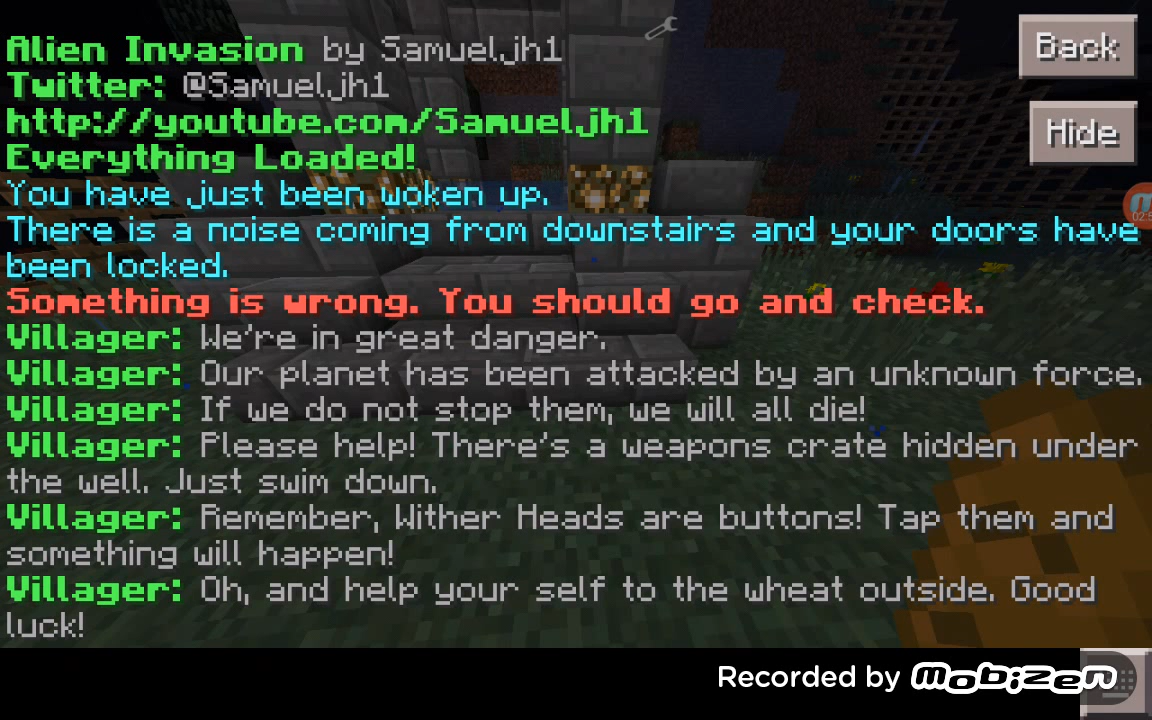 Alien Invasion by Samueljh1
Back
Twitter: @Samueljh1
http://youtube.com/Samueljh1
Hide
Everything Loaded!
You have just been woken up.
There is a noise coming from downstairs and your doors have
been locked.
Something is wrong. You should go and check.
Villager: We're in great danger.
Villager: Our planet has been attacked by an unknown force.
Villager: If we do not stop them, we will all die!
Villager: Please help! There's a weapons crate hidden under
the well. Just swim down.
Villager: Remember, Wither Heads are buttons! Tap them and
something will happen!
Villager: Oh, and help your self to the wheat outside. Good
luck!
Recorded by mobizen